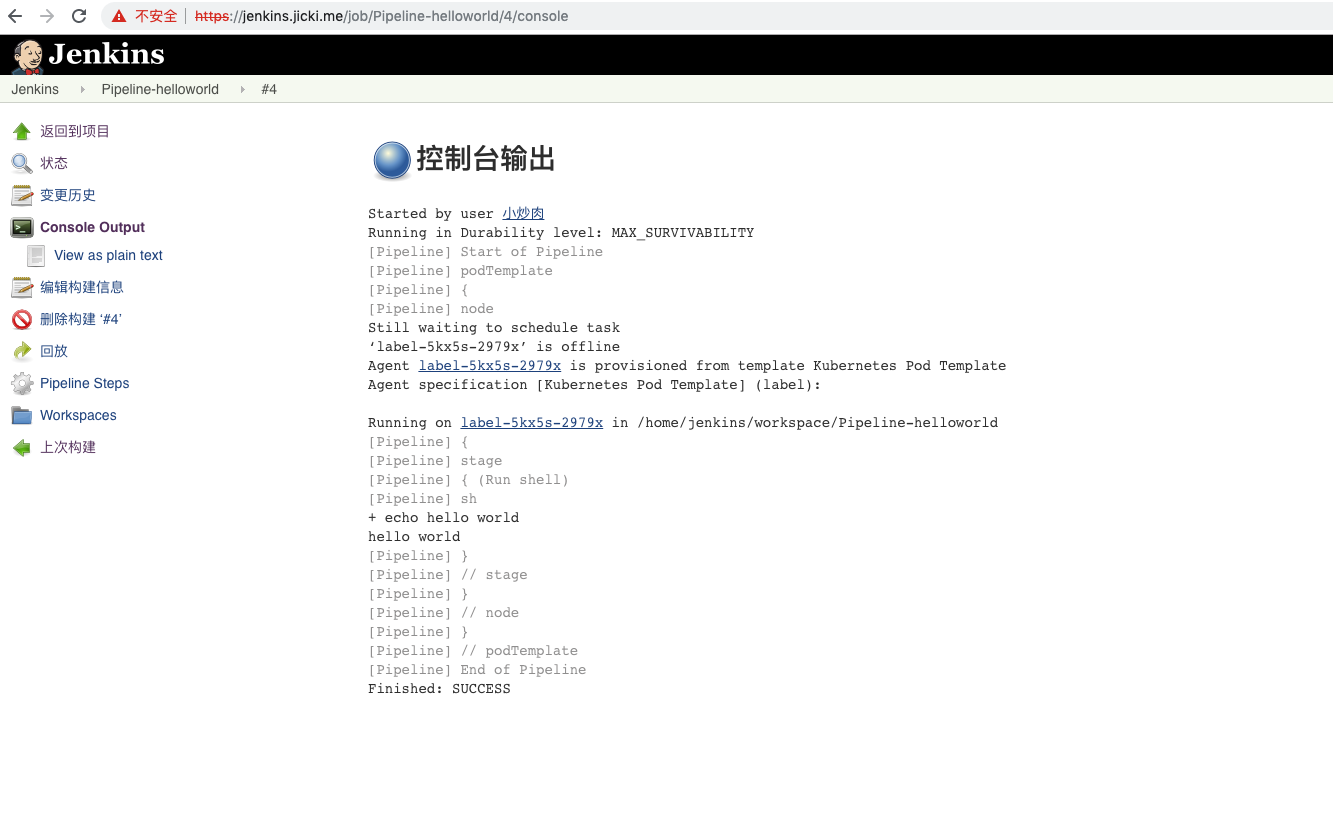 不安全 https://jenkins.jicki.me/job/Pipeline-helloworld/4/console
Jenkins
Jenkins Pipeline-helloworld #4
返回到项目
状态
变更历史
Console Output
View as plain text
编辑构建信息
删除构建 ‘#4’
回放
Pipeline Steps
Workspaces
上次构建
控制台输出
Started by user 小炒肉
Running in Durability level: MAX_SURVIVABILITY
[Pipeline] Start of Pipeline
[Pipeline] podTemplate
[Pipeline] {
[Pipeline] node
Still waiting to schedule task
‘label-5kx5s-2979x’ is offline
Agent label-5kx5s-2979x is provisioned from template Kubernetes Pod Template
Agent specification [Kubernetes Pod Template] (label):
Running on label-5kx5s-2979x in /home/jenkins/workspace/Pipeline-helloworld
[Pipeline] {
[Pipeline] stage
[Pipeline] { (Run shell)
[Pipeline] sh
+ echo hello world
hello world
[Pipeline] }
[Pipeline] // stage
[Pipeline] }
[Pipeline] // node
[Pipeline] }
[Pipeline] // podTemplate
[Pipeline] End of Pipeline
Finished: SUCCESS